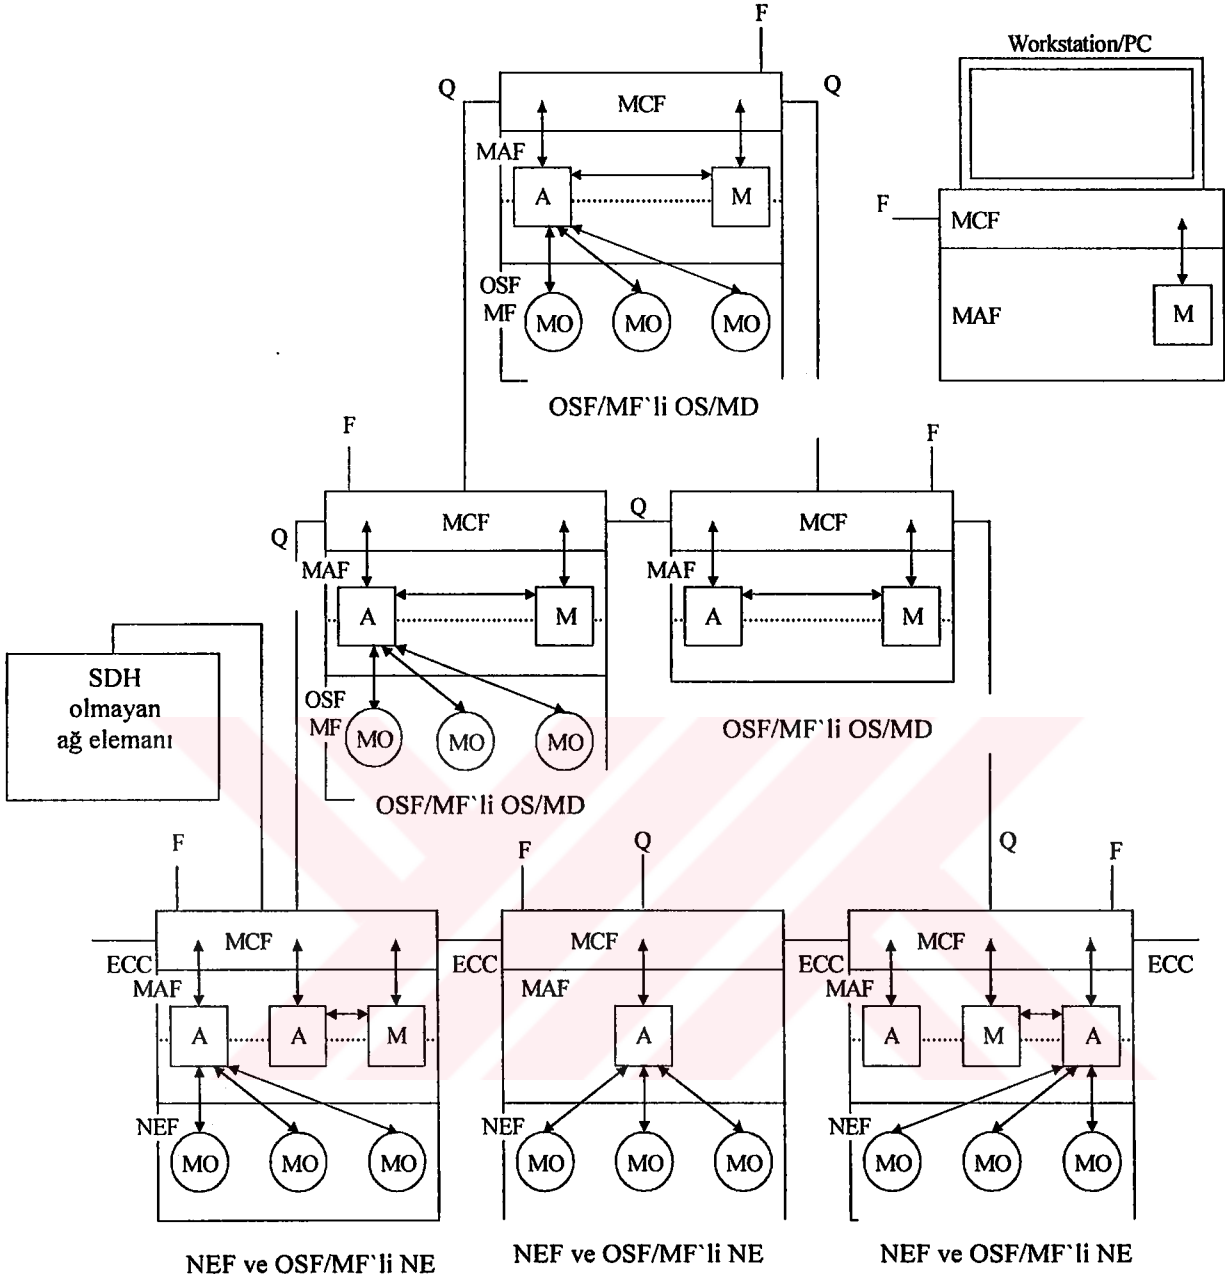 F
Workstation/PC
Q
MCF
Q
MAF
A
M
F
MCF
OSF
MF
MO
MO
MO
MAF
M
OSF/MF`li OS/MD
F
F
MCF
Q
MCF
Q
MAF
A
M
MAF
A
M
SDH
olmayan
ağ elemanı
OSF
MF
MO
MO
MO
OSF/MF`li OS/MD
OSF/MF`li OS/MD
F
F
Q
Q
F
MCF
MCF
MCF
ECC
ECC
ECC
ECC
MAF
MAF
MAF
A
A
M
A
A
M
A
NEF
NEF
NEF
MO
MO
MO
MO
MO
MO
MO
MO
MO
NEF ve OSF/MF`li NE
NEF ve OSF/MF`li NE
NEF ve OSF/MF`li NE